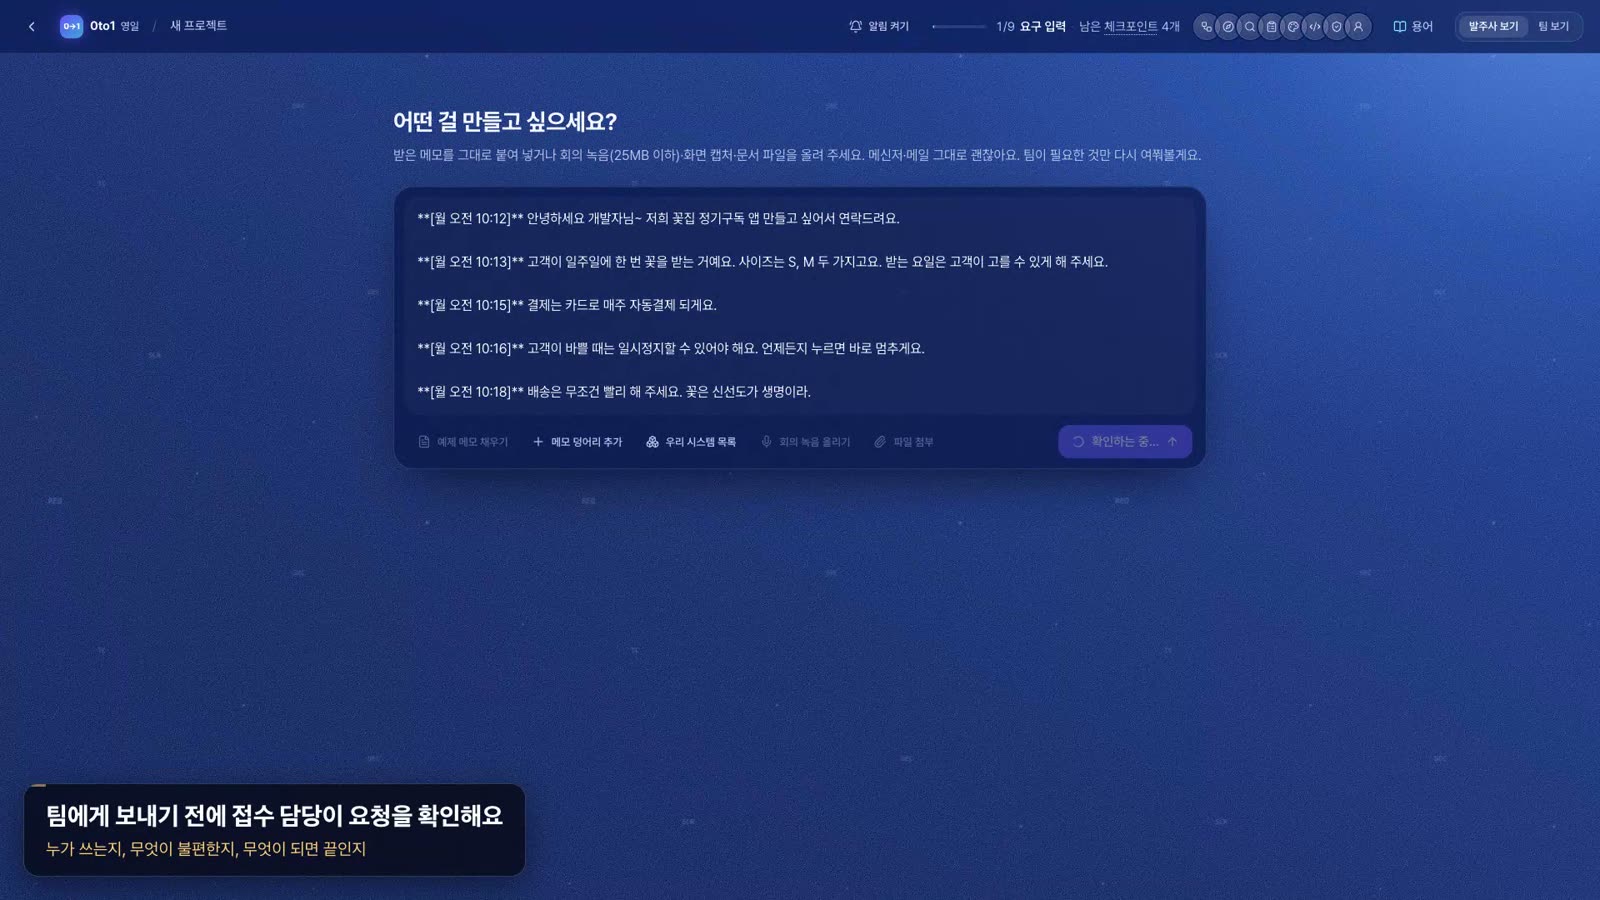 0→1 0to1 영일 / 새 프로젝트
알림 켜기 1/9 요구 입력 · 남은 체크포인트 4개 용어 발주사 보기 팀 보기
어떤 걸 만들고 싶으세요?
받은 메모를 그대로 붙여 넣거나 회의 녹음(25MB 이하)·화면 캡처·문서 파일을 올려 주세요. 메신저·메일 그대로 괜찮아요. 팀이 필요한 것만 다시 여쭤볼게요.
**[월 오전 10:12]** 안녕하세요 개발자님~ 저희 꽃집 정기구독 앱 만들고 싶어서 연락드려요.
**[월 오전 10:13]** 고객이 일주일에 한 번 꽃을 받는 거예요. 사이즈는 S, M 두 가지고요. 받는 요일은 고객이 고를 수 있게 해 주세요.
**[월 오전 10:15]** 결제는 카드로 매주 자동결제 되게요.
**[월 오전 10:16]** 고객이 바쁠 때는 일시정지할 수 있어야 해요. 언제든지 누르면 바로 멈추게요.
**[월 오전 10:18]** 배송은 무조건 빨리 해 주세요. 꽃은 신선도가 생명이라.
예제 메모 채우기 메모 덩어리 추가 우리 시스템 목록 회의 녹음 올리기 파일 첨부 확인하는 중...
팀에게 보내기 전에 접수 담당이 요청을 확인해요
누가 쓰는지, 무엇이 불편한지, 무엇이 되면 끝인지